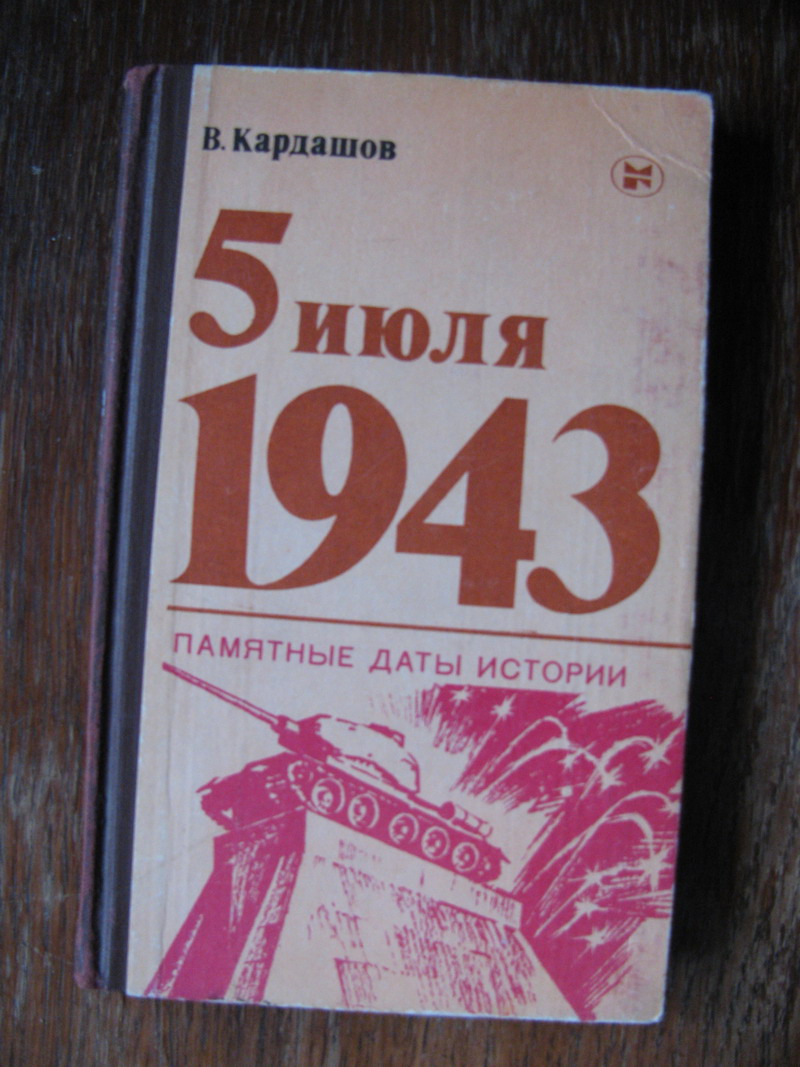 В. Кардашов
5 июля
1943
ПАМЯТНЫЕ ДАТЫ ИСТОРИИ